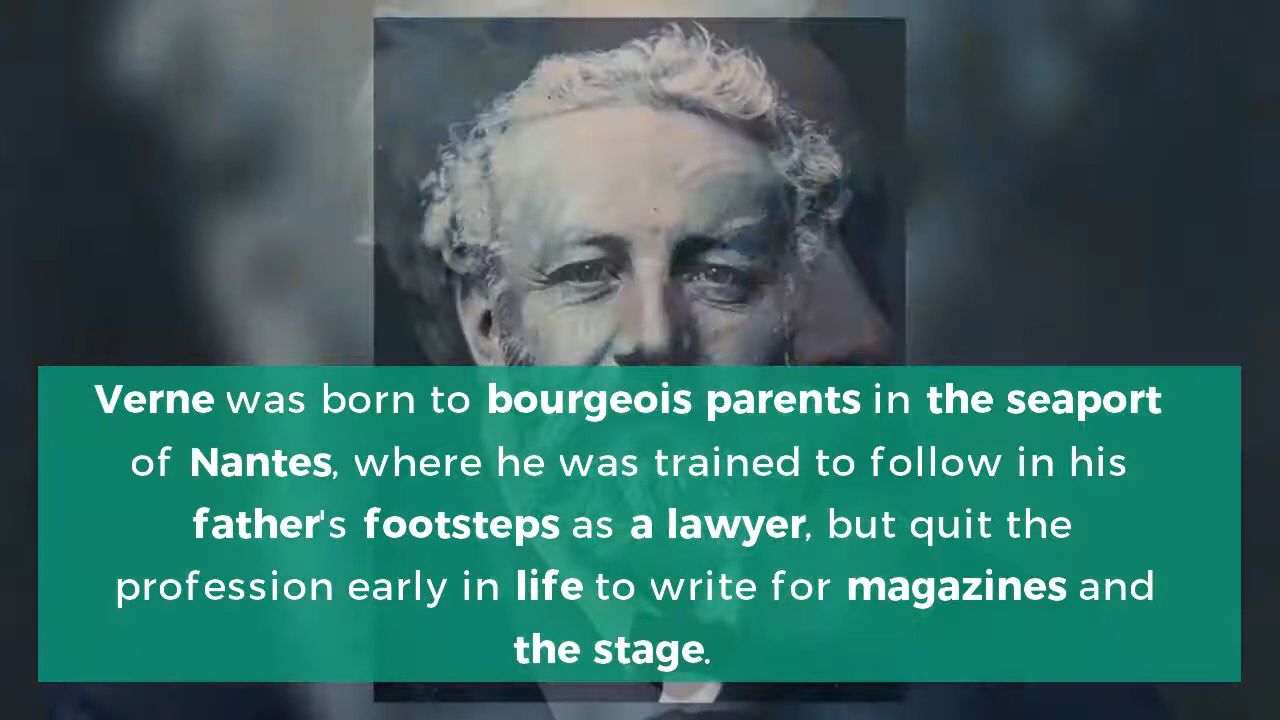 Verne was born to bourgeois parents in the seaport
of Nantes, where he was trained to follow in his
father's footsteps as a lawyer, but quit the
profession early in life to write for magazines and
the stage.